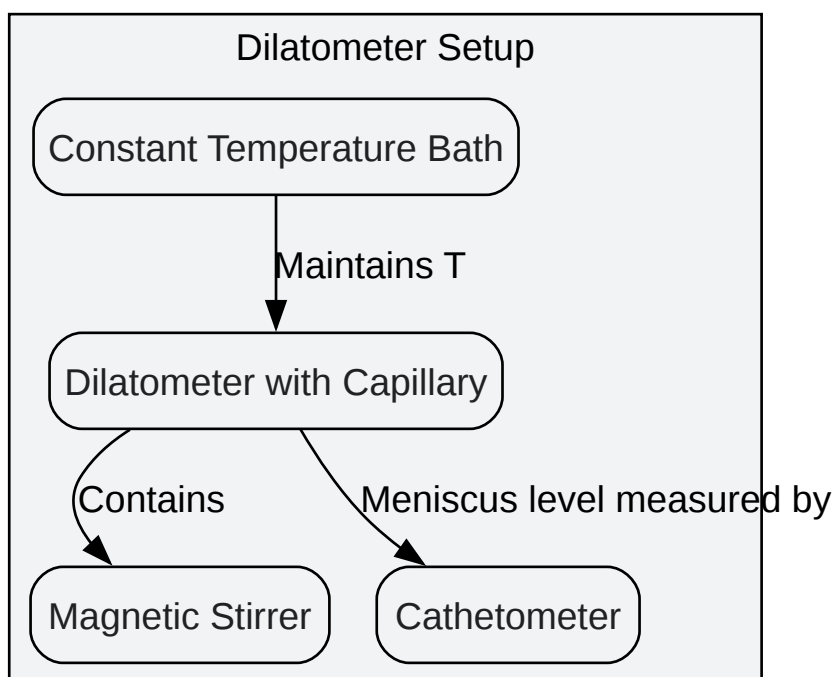 Dilatometer Setup
Constant Temperature Bath
Maintains T
Dilatometer with Capillary
Contains
Meniscus level measured by
Magnetic Stirrer
Cathetometer